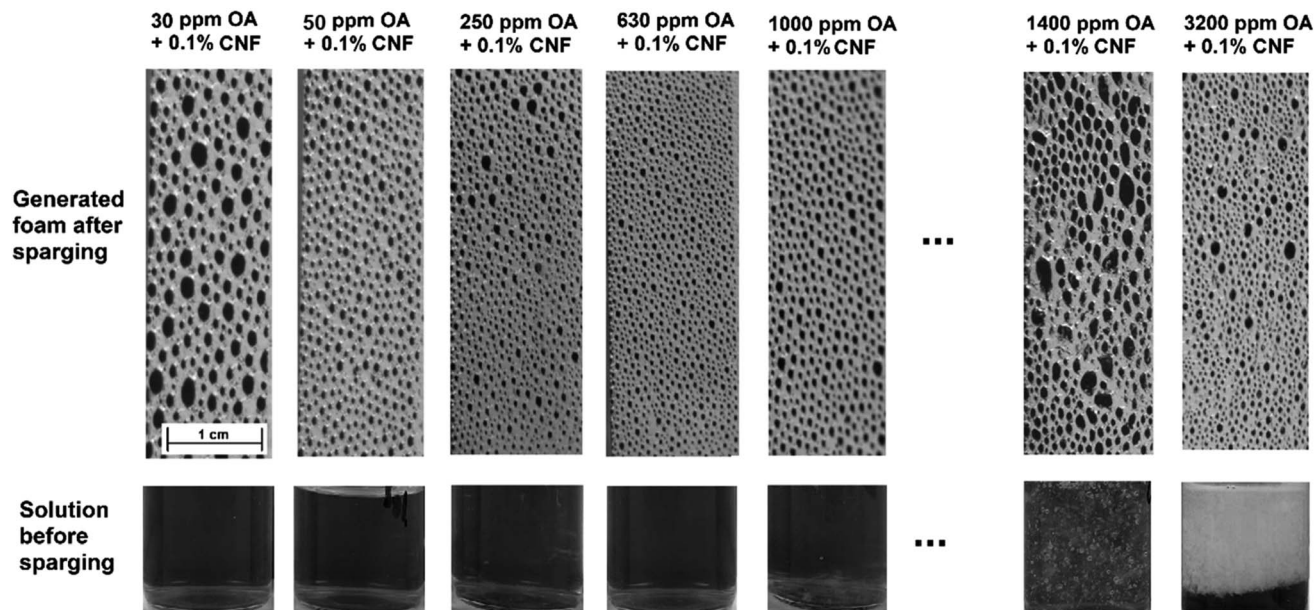 30 ppm OA
+ 0.1% CNF
50 ppm OA
+ 0.1% CNF
250 ppm OA
+ 0.1% CNF
630 ppm OA
+ 0.1% CNF
1000 ppm OA
+ 0.1% CNF
1400 ppm OA
+ 0.1% CNF
3200 ppm OA
+ 0.1% CNF
Generated
foam after
sparging
...
1 cm
Solution
before
sparging
...